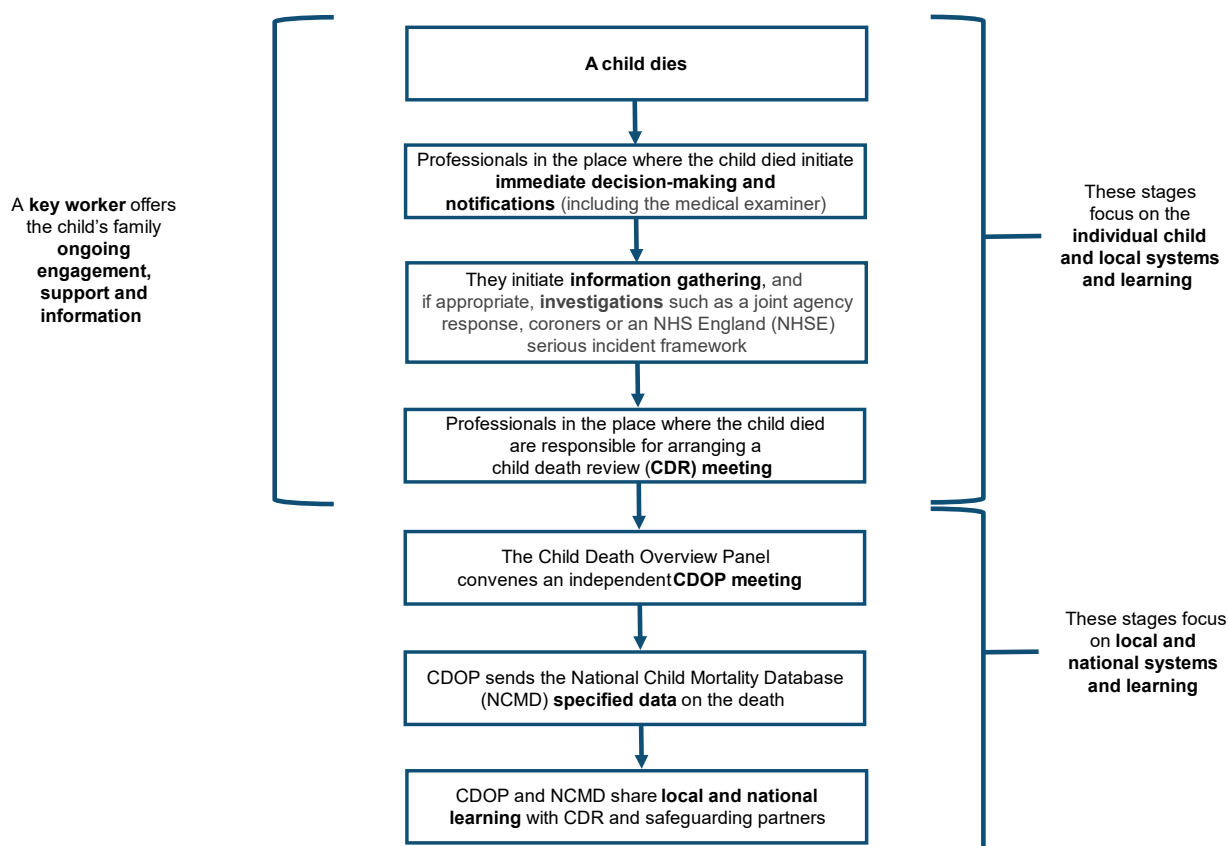 A child dies
Professionals in the place where the child died initiate
immediate decision-making and
notifications (including the medical examiner)
They initiate information gathering, and
if appropriate, investigations such as a joint agency
response, coroners or an NHS England (NHSE)
serious incident framework
Professionals in the place where the child died
are responsible for arranging a
child death review (CDR) meeting
The Child Death Overview Panel
convenes an independent CDOP meeting
CDOP sends the National Child Mortality Database
(NCMD) specified data on the death
CDOP and NCMD share local and national
learning with CDR and safeguarding partners
A key worker offers
the child's family
ongoing
engagement,
support and
information
These stages
focus on the
individual child
and local systems
and learning
These stages focus
on local and
national systems
and learning